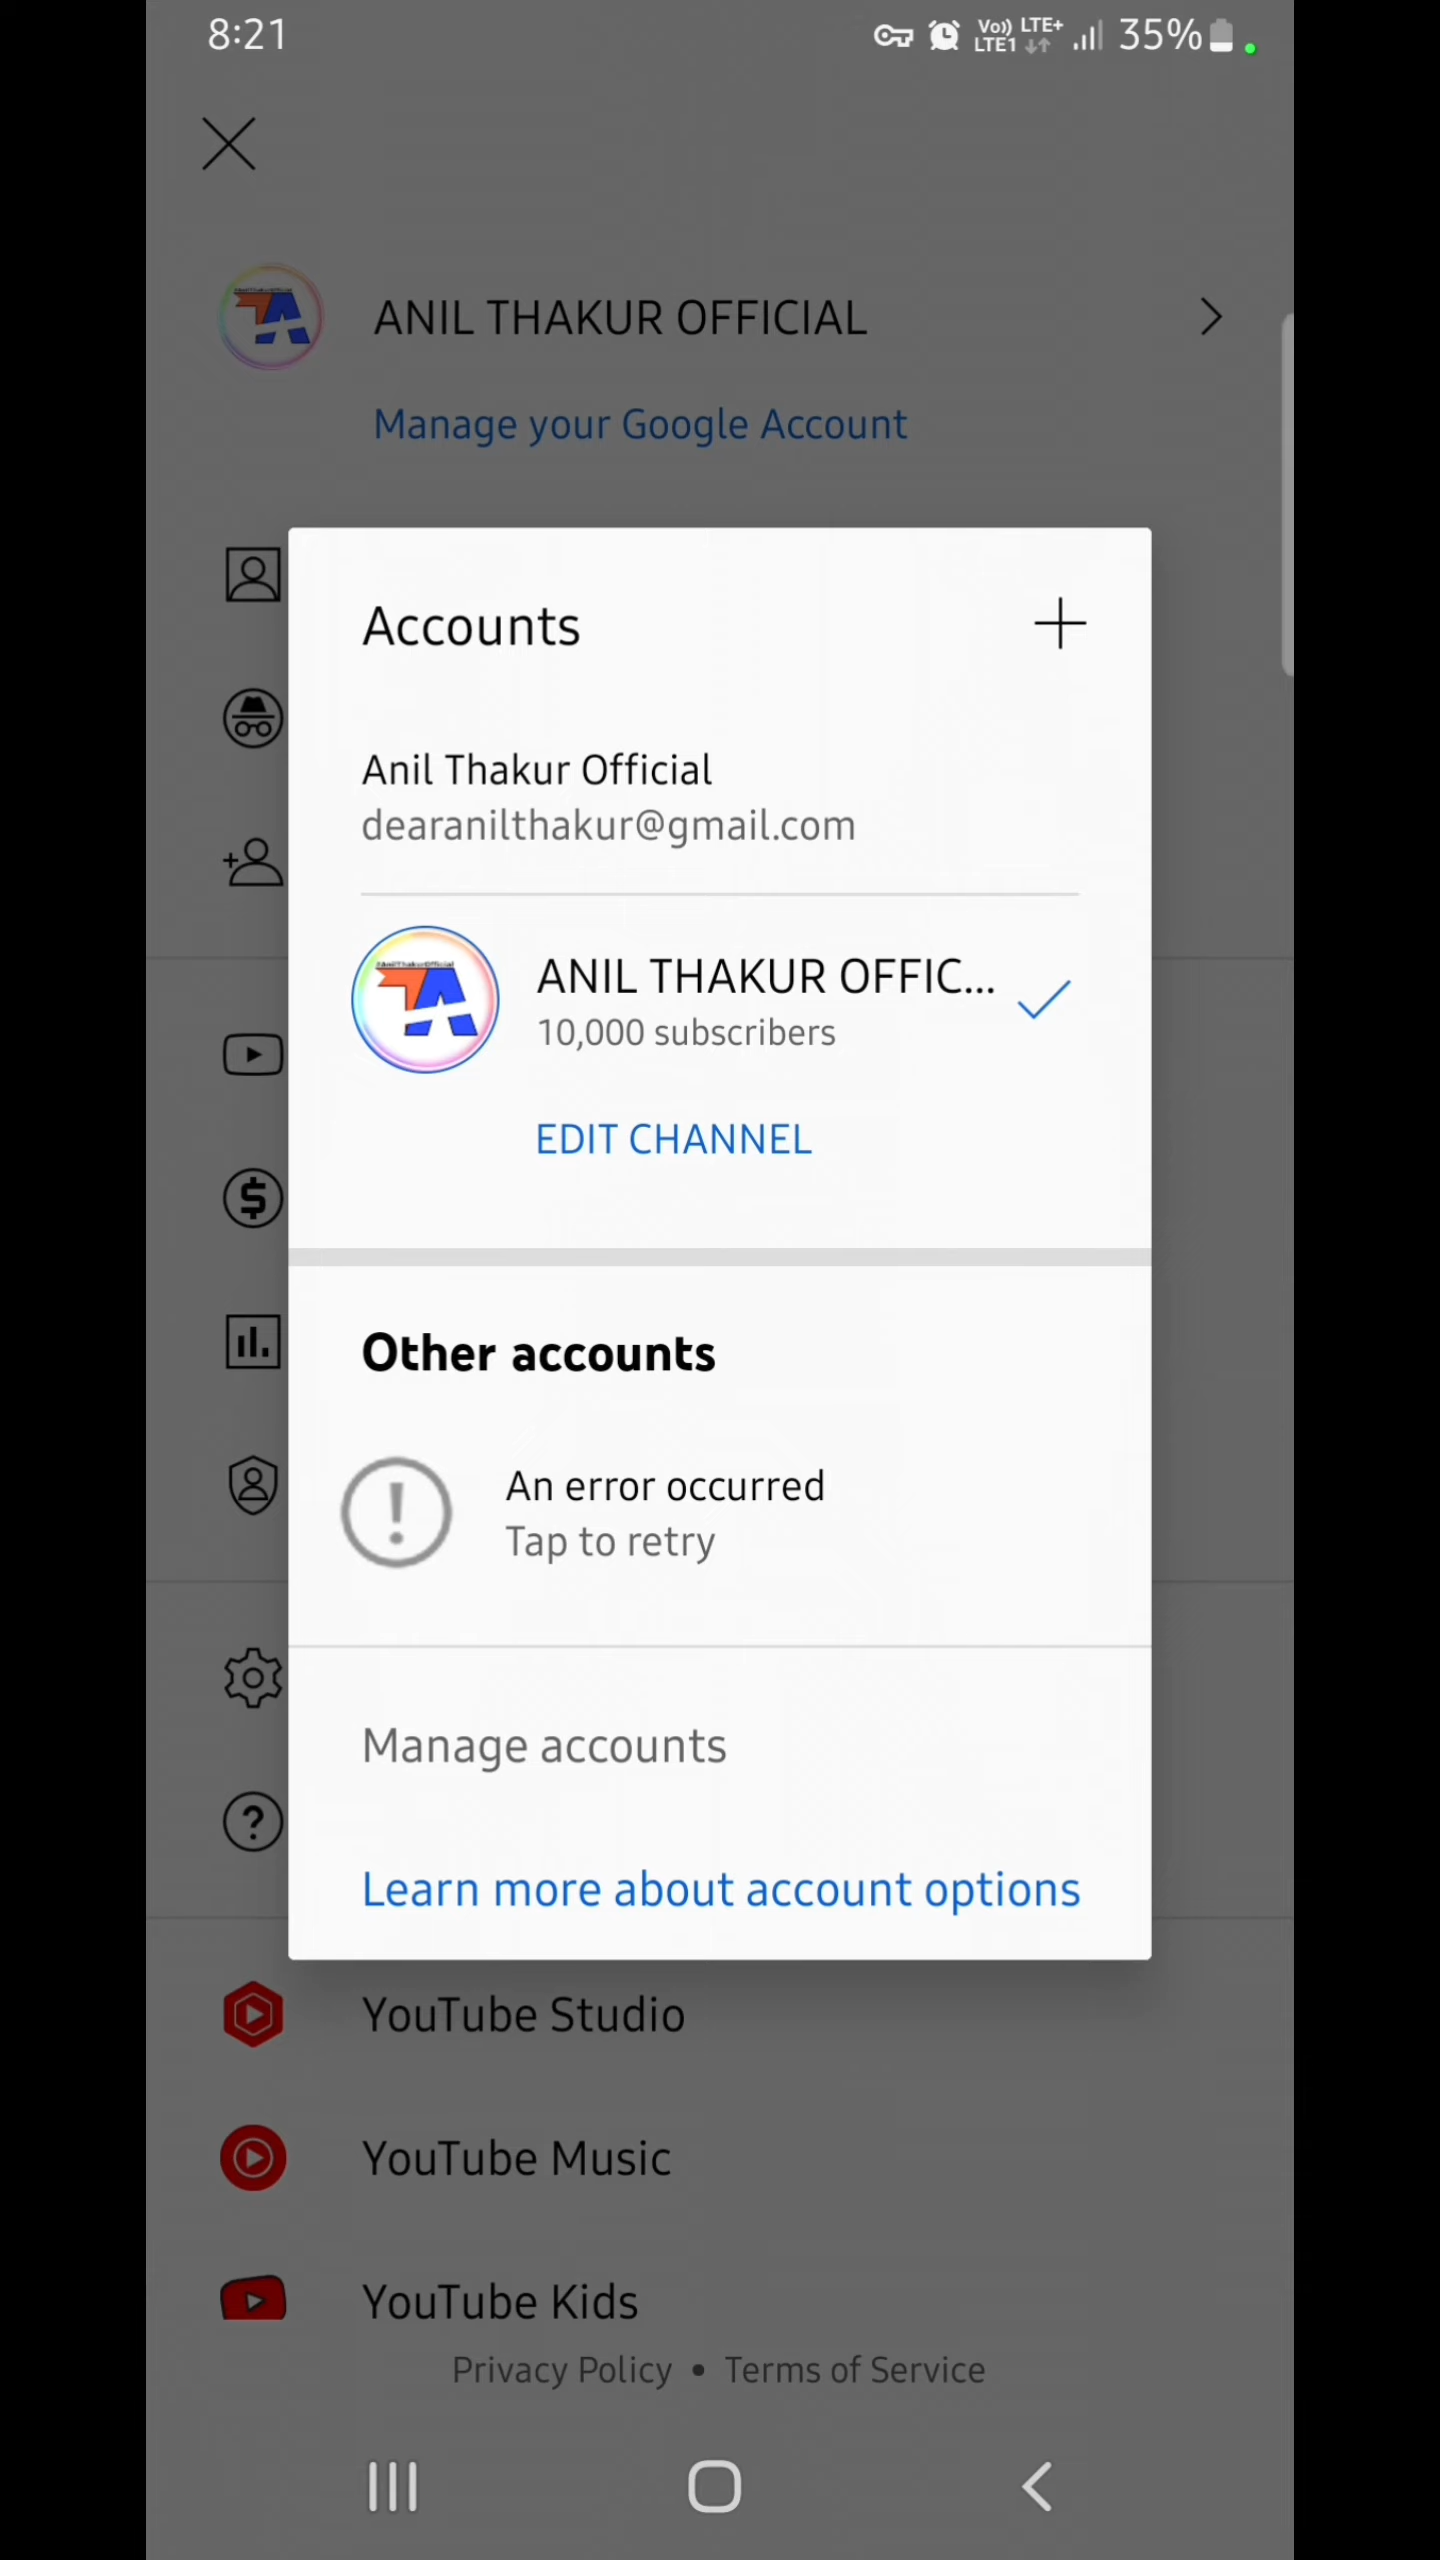 8:21
Vo)) LTE+
LTE1
35%
ANIL THAKUR OFFICIAL
Manage your Google Account
Accounts
Anil Thakur Official
dearanilthakur@gmail.com
ANIL THAKUR OFFIC...
10,000 subscribers
EDIT CHANNEL
Other accounts
An error occurred
Tap to retry
Manage accounts
Learn more about account options
YouTube Studio
YouTube Music
YouTube Kids
Privacy Policy • Terms of Service